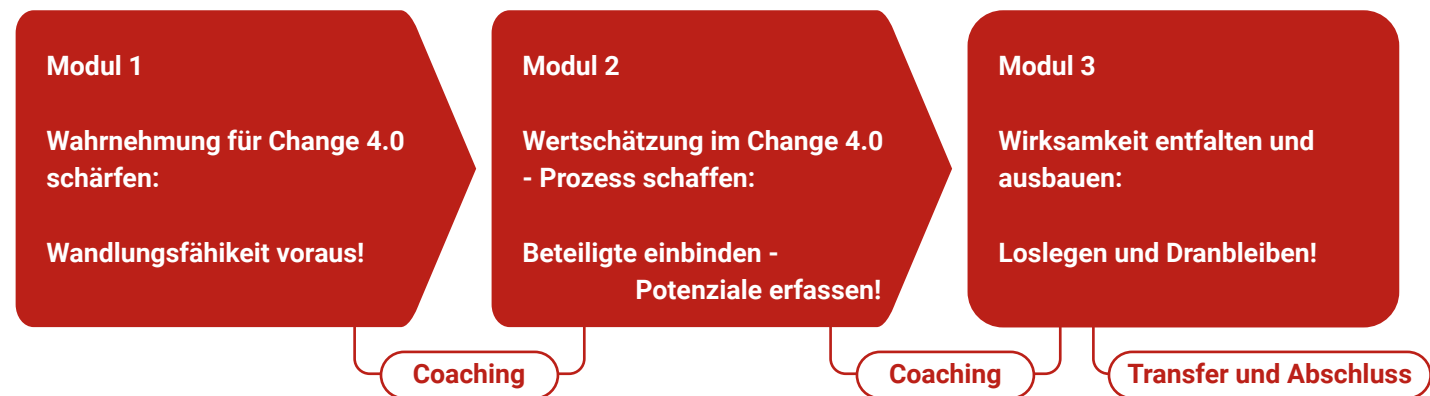 Modul 1
Wahrnehmung für Change 4.0
schärfen:
Wandlungsfähikeit voraus!
Modul 2
Wertschätzung im Change 4.0
- Prozess schaffen:
Beteiligte einbinden -
Potenziale erfassen!
Modul 3
Wirksamkeit entfalten und
ausbauen:
Loslegen und Dranbleiben!
Coaching
Coaching
Transfer und Abschluss